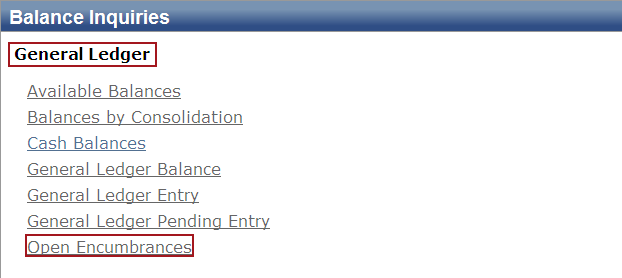 Balance Inquiries
General Ledger
Available Balances
Balances by Consolidation
Cash Balances
General Ledger Balance
General Ledger Entry
General Ledger Pending Entry
Open Encumbrances